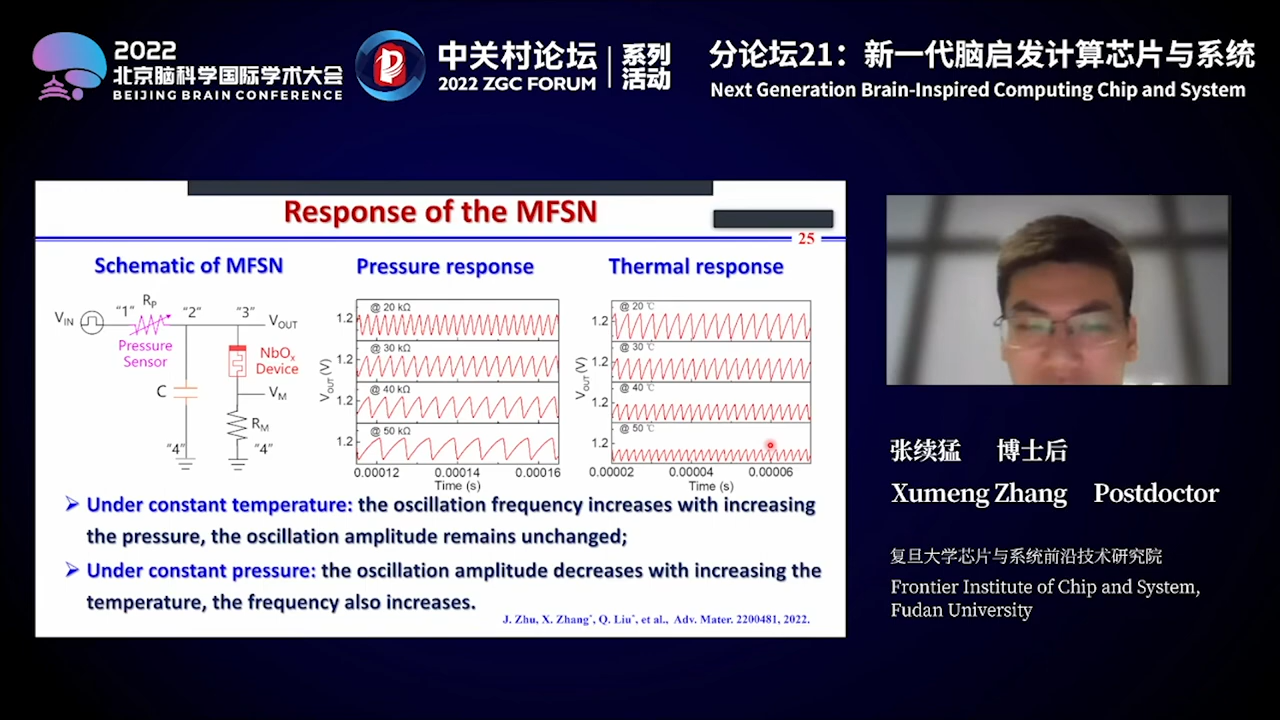 2022
北京脑科学国际学术大会
BEIJING BRAIN CONFERENCE
中关村论坛
2022 ZGC FORUM
系列
活动
分论坛21：新一代脑启发计算芯片与系统
Next Generation Brain-Inspired Computing Chip and System
Response of the MFSN
25
Schematic of MFSN
Pressure response
Thermal response
V_IN
"1"
R_P
"2"
"3"
V_OUT
Pressure
Sensor
NbO_x
Device
C
V_M
R_M
"4"
"4"
V_OUT (V)
@ 20 kΩ
1.2
@ 30 kΩ
1.2
@ 40 kΩ
1.2
@ 50 kΩ
1.2
0.00012 0.00014 0.00016
Time (s)
V_OUT (V)
@ 20 ℃
1.2
@ 30 ℃
1.2
@ 40 ℃
1.2
@ 50 ℃
1.2
0.00002 0.00004 0.00006
Time (s)
➢ Under constant temperature: the oscillation frequency increases with increasing
the pressure, the oscillation amplitude remains unchanged;
➢ Under constant pressure: the oscillation amplitude decreases with increasing the
temperature, the frequency also increases.
J. Zhu, X. Zhang*, Q. Liu*, et al., Adv. Mater. 2200481, 2022.
张续猛 博士后
Xumeng Zhang Postdoctor
复旦大学芯片与系统前沿技术研究院
Frontier Institute of Chip and System,
Fudan University